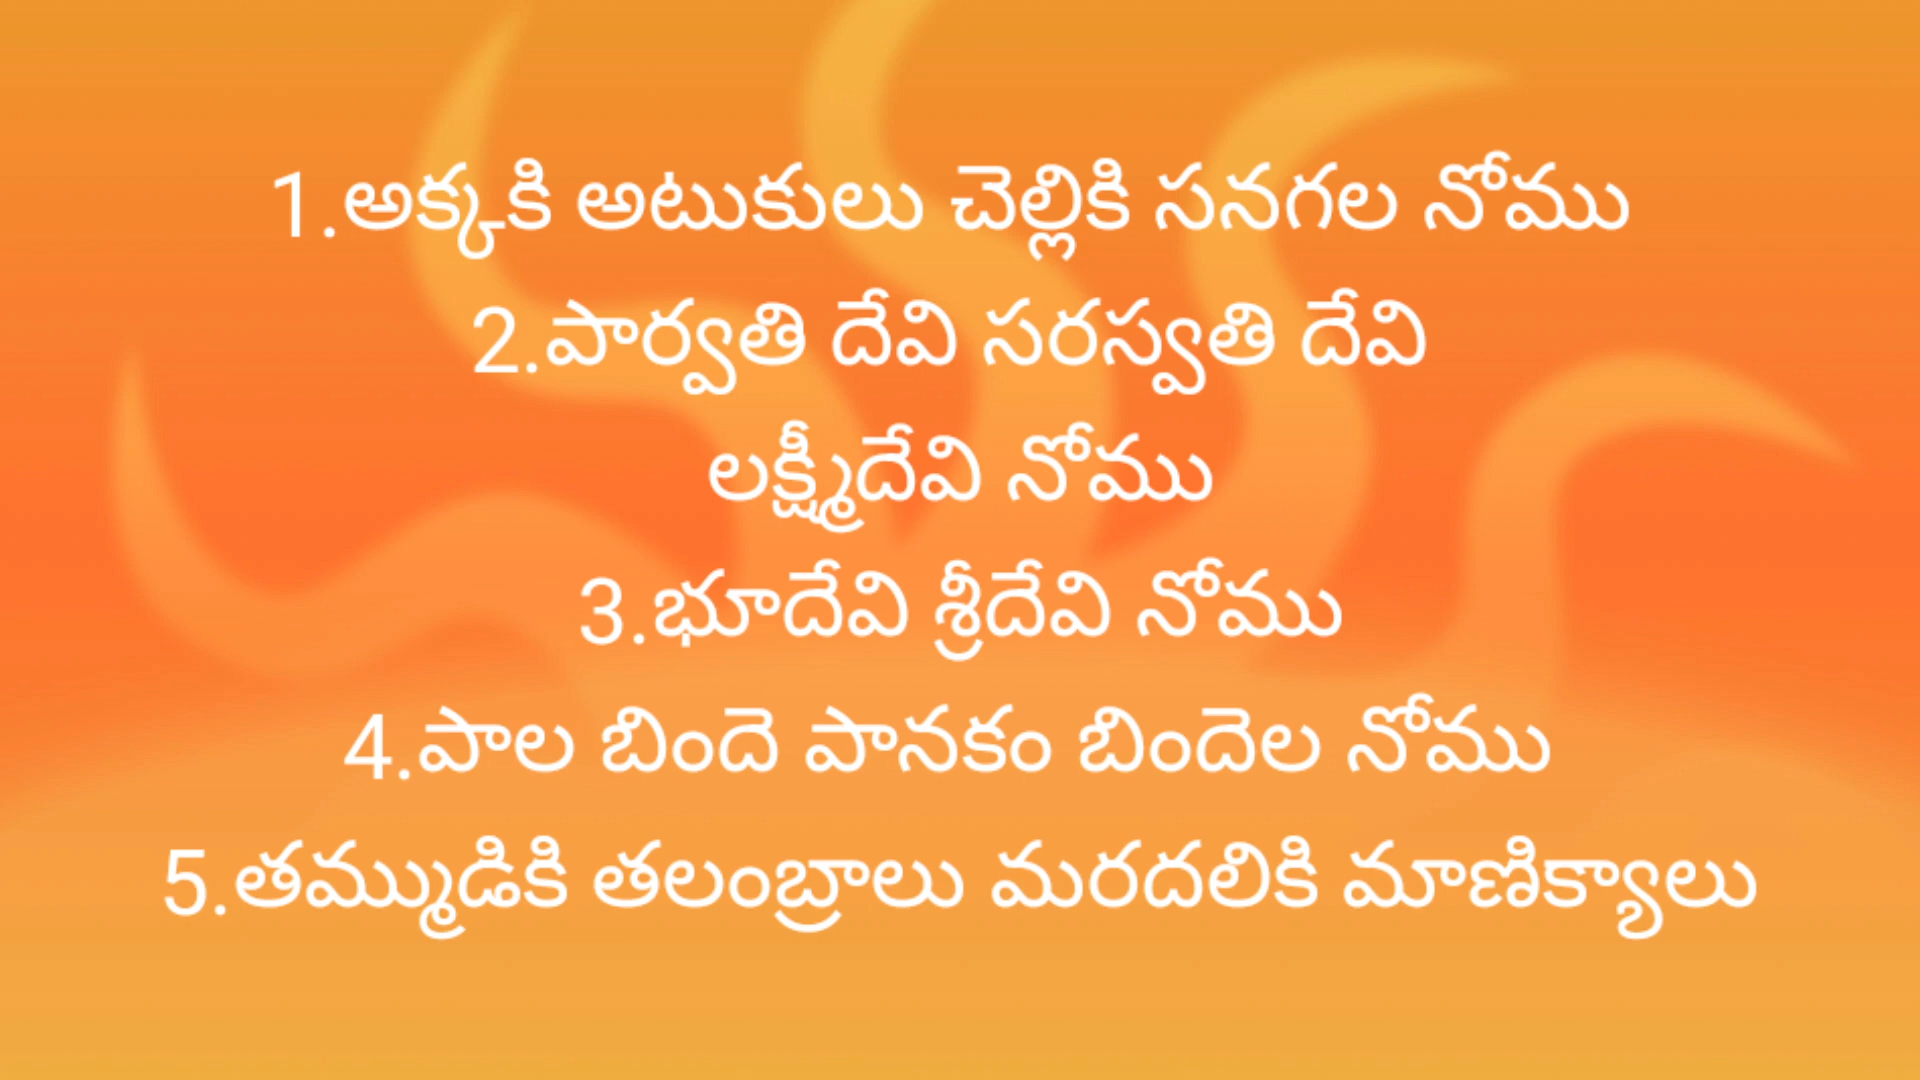 1.అక్కకి అటుకులు చెల్లికి సనగల నోము
2.పార్వతి దేవి సరస్వతి దేవి
లక్ష్మీదేవి నోము
3.భూదేవి శ్రీదేవి నోము
4.పాల బిందె పానకం బిందెల నోము
5.తమ్ముడికి తలంబ్రాలు మరదలికి మాణిక్యాలు